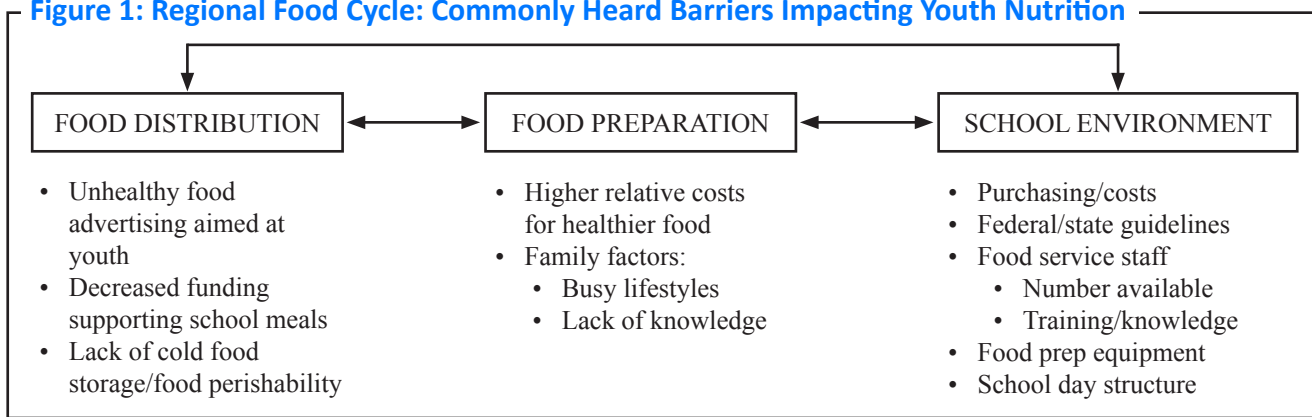 Figure 1: Regional Food Cycle: Commonly Heard Barriers Impacting Youth Nutrition
FOOD DISTRIBUTION
• Unhealthy food
advertising aimed at
youth
• Decreased funding
supporting school meals
• Lack of cold food
storage/food perishability
FOOD PREPARATION
• Higher relative costs
for healthier food
• Family factors:
• Busy lifestyles
• Lack of knowledge
SCHOOL ENVIRONMENT
• Purchasing/costs
• Federal/state guidelines
• Food service staff
• Number available
• Training/knowledge
• Food prep equipment
• School day structure